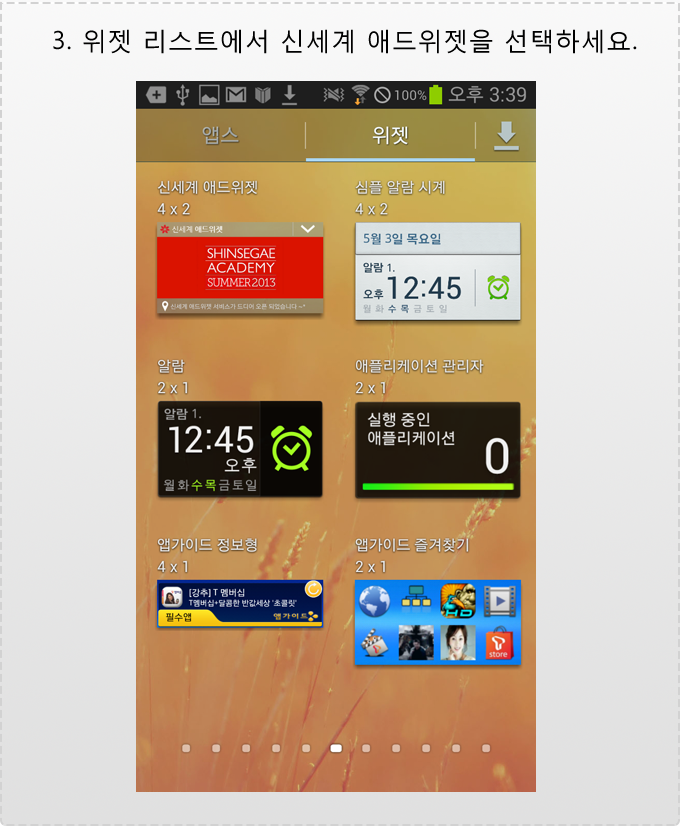 3. 위젯 리스트에서 신세계 애드위젯을 선택하세요.
100% 오후 3:39
앱스
위젯
신세계 애드위젯
4 x 2
신세계 애드위젯
SHINSEGAE
ACADEMY
SUMMER2013
신세계 애드위젯 서비스가 드디어 오픈 되었습니다 ~*
심플 알람 시계
4 x 2
5월 3일 목요일
알람 1.
오후 12:45
월 화 수 목 금 토 일
알람
2 x 1
알람 1.
12:45
오후
월 화 수 목 금 토 일
애플리케이션 관리자
2 x 1
실행 중인
애플리케이션
0
앱가이드 정보형
4 x 1
[강추] T 멤버십
T멤버십+달콤한 반값세상 '초콜릿'
필수앱
앱가이드
앱가이드 즐겨찾기
2 x 1
HD
T
store